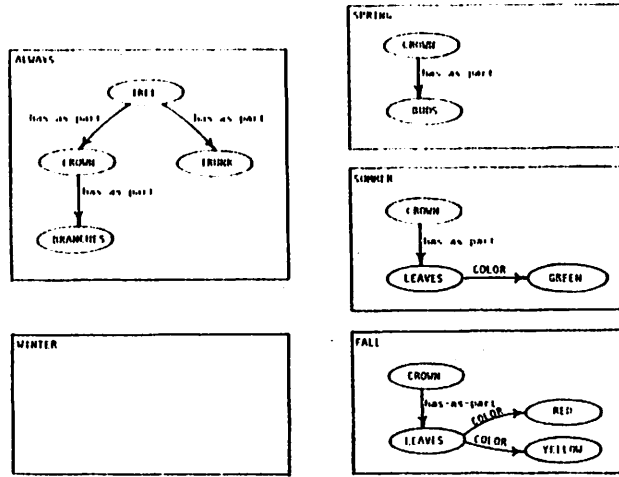 ALWAYS
TREE
has as part
has as part
CROWN
TRUNK
has as part
BRANCHES
WINTER
SPRING
CROWN
has as part
BUDS
SUMMER
CROWN
has as part
LEAVES
COLOR
GREEN
FALL
CROWN
has-as-part
COLOR
RED
LEAVES
COLOR
YELLOW